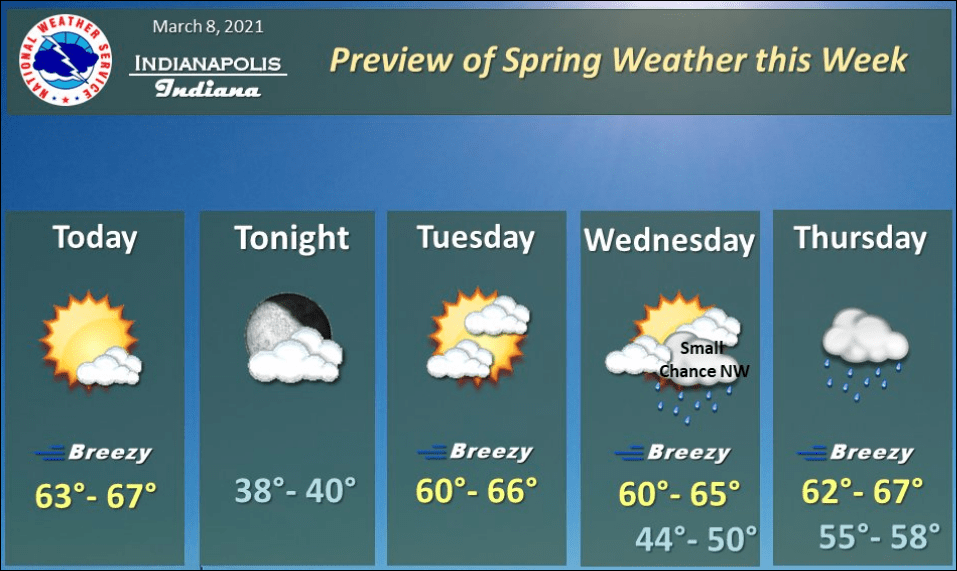 NATIONAL WEATHER SERVICE
March 8, 2021
INDIANAPOLIS
Indiana
Preview of Spring Weather this Week
Today
Breezy
63°- 67°
Tonight
38°- 40°
Tuesday
Breezy
60°- 66°
Wednesday
Small
Chance NW
Breezy
60°- 65°
44°- 50°
Thursday
Breezy
62°- 67°
55°- 58°